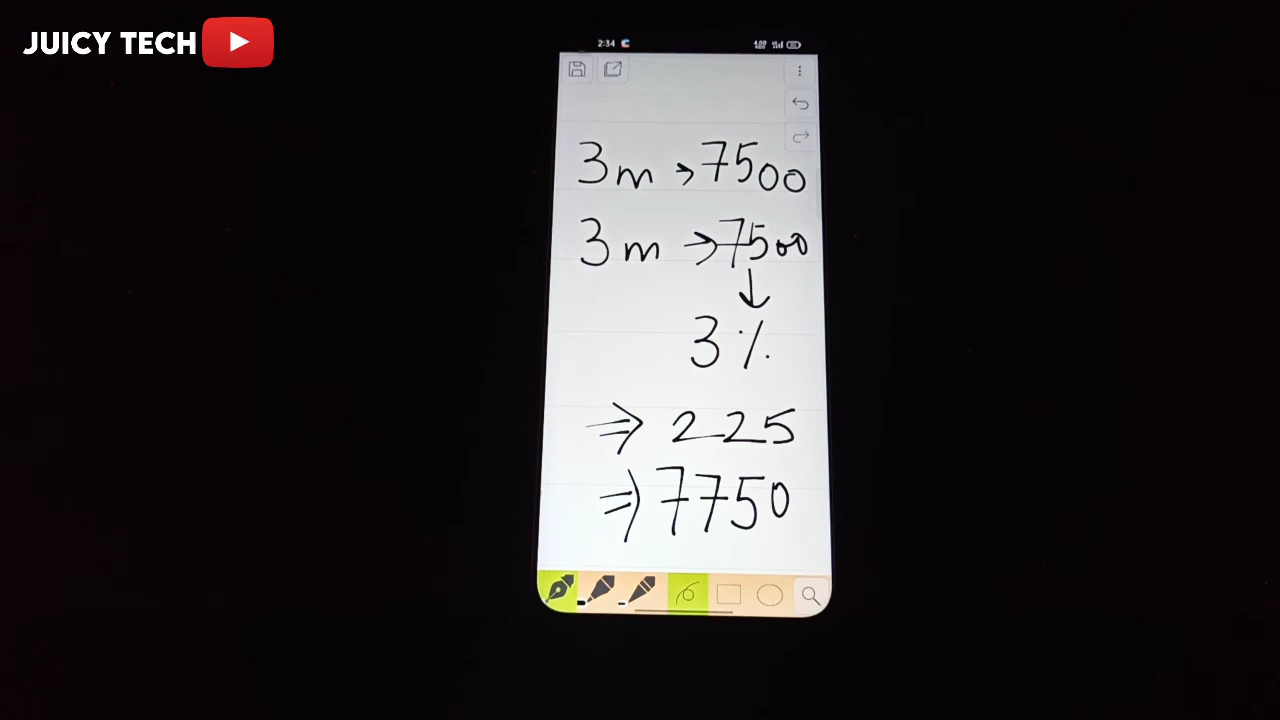 JUICY TECH
2:34
3m → 7500
3m ⇒ 7500
↓
3%
⇒ 225
⇒ 7750